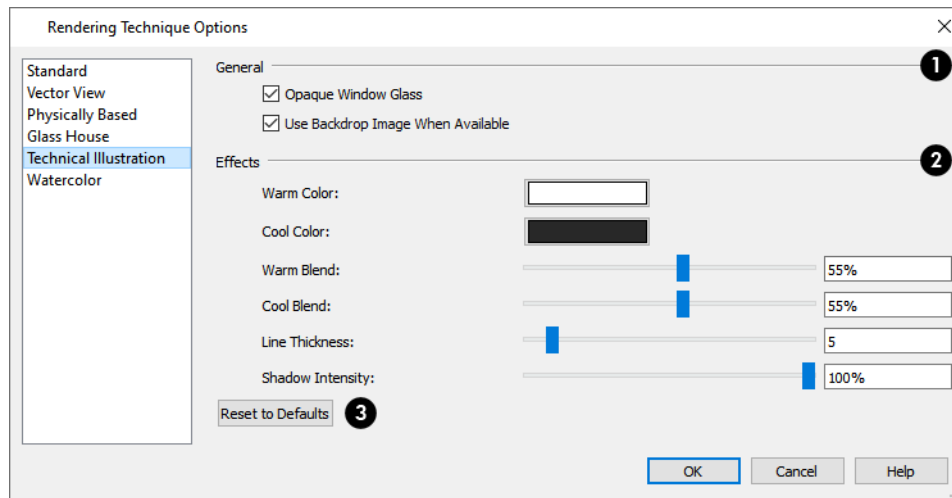 Rendering Technique Options
Standard
Vector View
Physically Based
Glass House
Technical Illustration
Watercolor
General
1
Opaque Window Glass
Use Backdrop Image When Available
Effects
2
Warm Color:
Cool Color:
Warm Blend:
55%
Cool Blend:
55%
Line Thickness:
5
Shadow Intensity:
100%
Reset to Defaults
3
OK
Cancel
Help